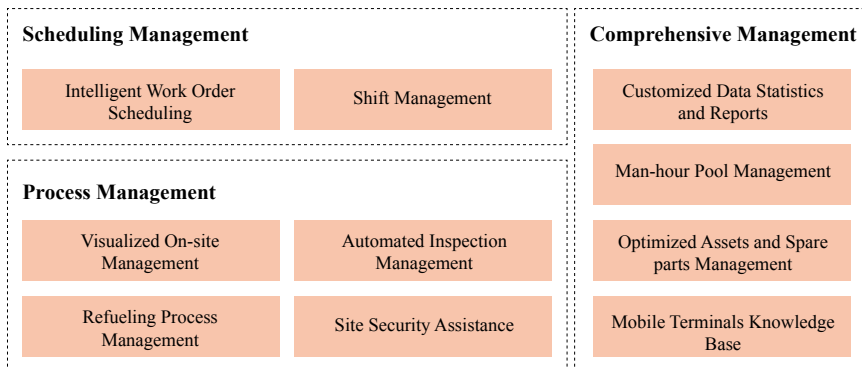 Scheduling Management
Intelligent Work Order
Scheduling
Shift Management
Process Management
Visualized On-site
Management
Automated Inspection
Management
Refueling Process
Management
Site Security Assistance
Comprehensive Management
Customized Data Statistics
and Reports
Man-hour Pool Management
Optimized Assets and Spare
parts Management
Mobile Terminals Knowledge
Base